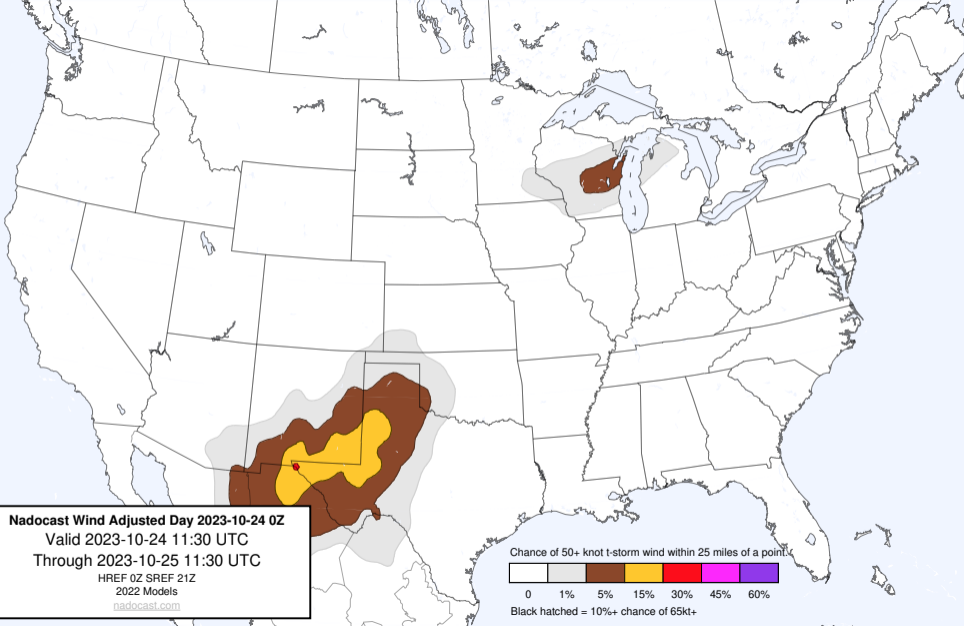 Nadocast Wind Adjusted Day 2023-10-24 0Z
Valid 2023-10-24 11:30 UTC
Through 2023-10-25 11:30 UTC
HREF 0Z SREF 21Z
2022 Models
nadocast.com
Chance of 50+ knot t-storm wind within 25 miles of a point.
0 1% 5% 15% 30% 45% 60%
Black hatched = 10%+ chance of 65kt+